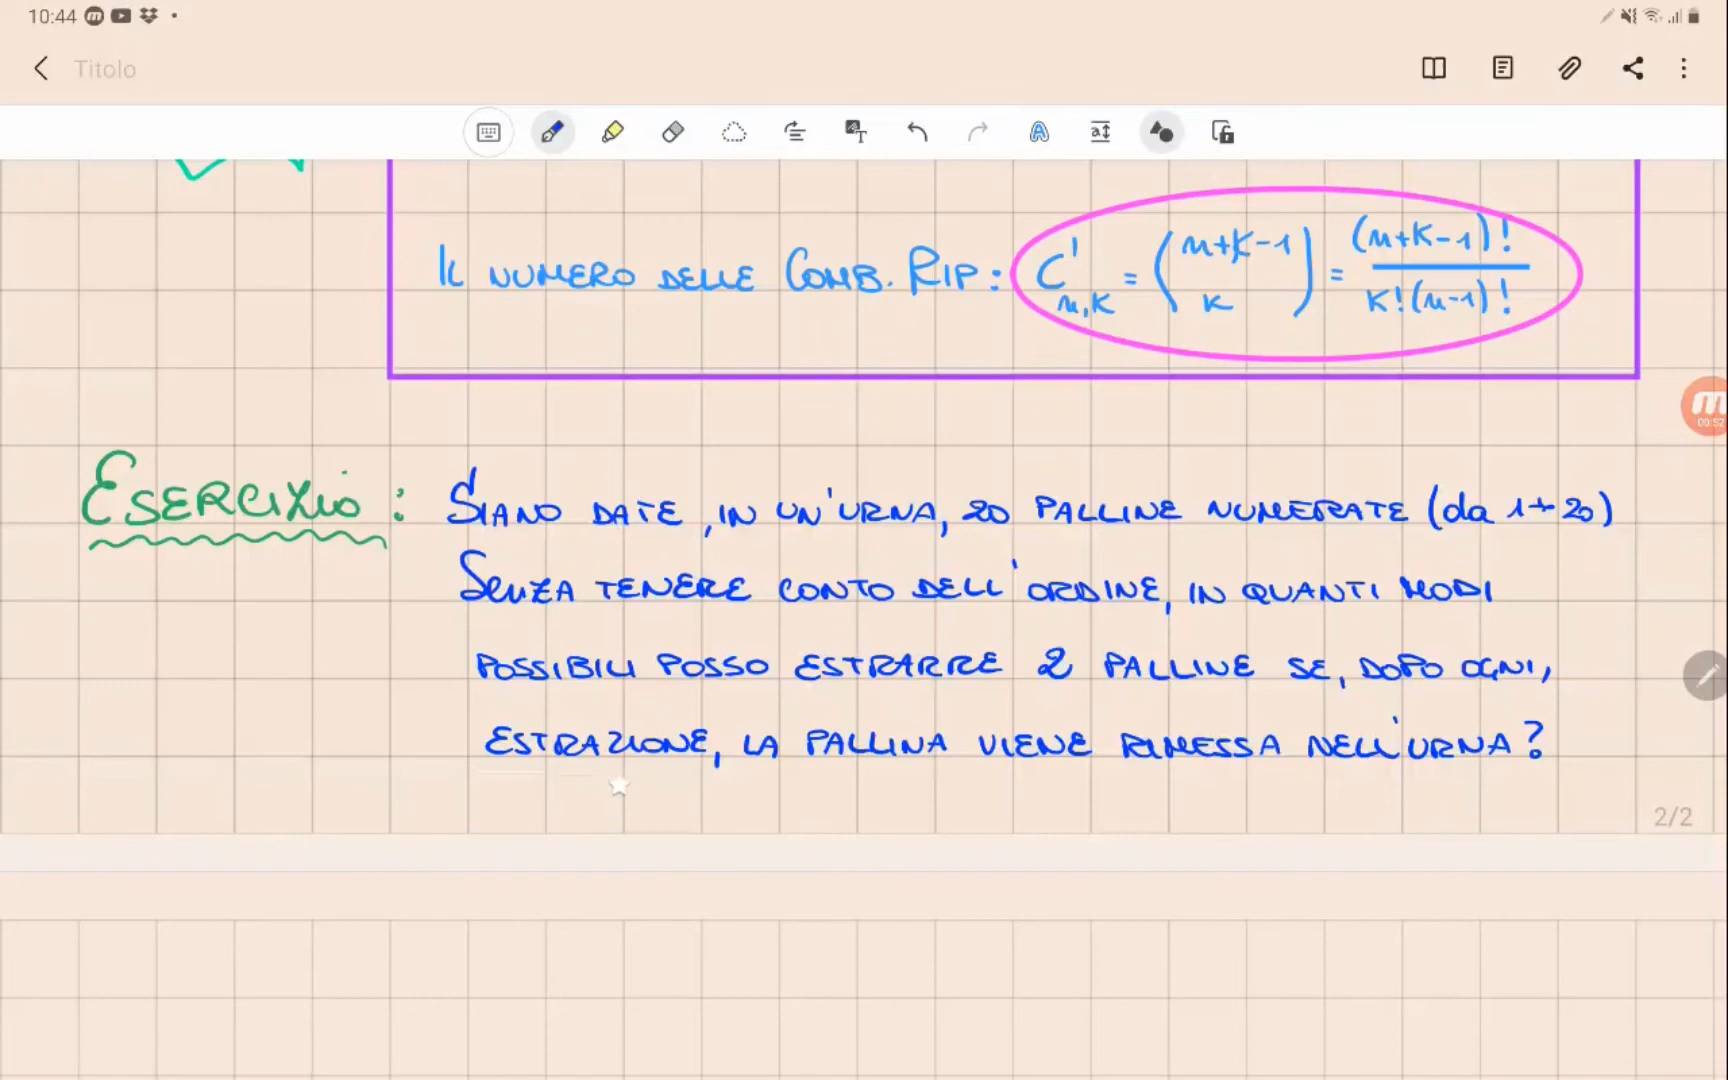 10:44
Titolo
IL NUMERO DELLE COMB. RIP: C'n,k = (n+k-1 k) = (n+k-1)! / k!(n-1)!
ESERCIZIO: SIANO DATE, IN UN'URNA, 20 PALLINE NUMERATE (da 1 + 20)
SENZA TENERE CONTO DELL'ORDINE, IN QUANTI MODI
POSSIBILI POSSO ESTRARRE 2 PALLINE SE, DOPO OGNI,
ESTRAZIONE, LA PALLINA VIENE RIMESSA NELL'URNA?
2/2
00:52